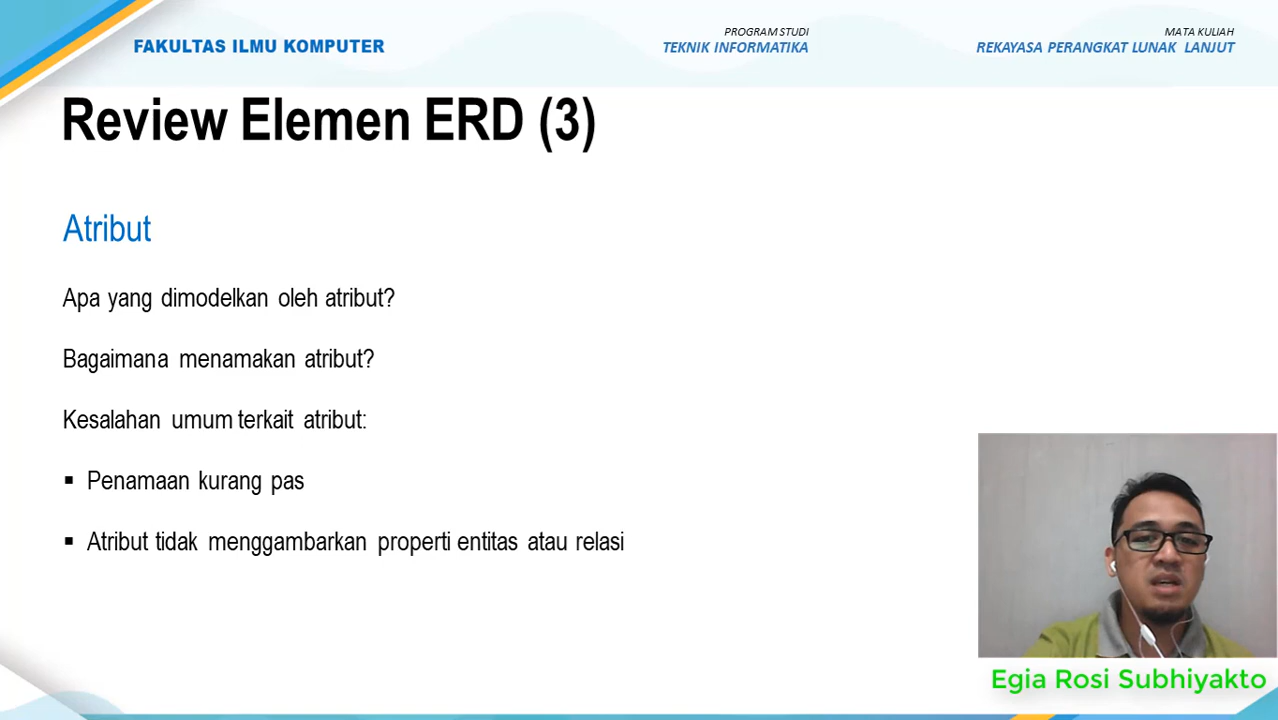 FAKULTAS ILMU KOMPUTER
PROGRAM STUDI
TEKNIK INFORMATIKA
MATA KULIAH
REKAYASA PERANGKAT LUNAK LANJUT
Review Elemen ERD (3)
Atribut
Apa yang dimodelkan oleh atribut?
Bagaimana menamakan atribut?
Kesalahan umum terkait atribut:
▪ Penamaan kurang pas
▪ Atribut tidak menggambarkan properti entitas atau relasi
Egia Rosi Subhiyakto